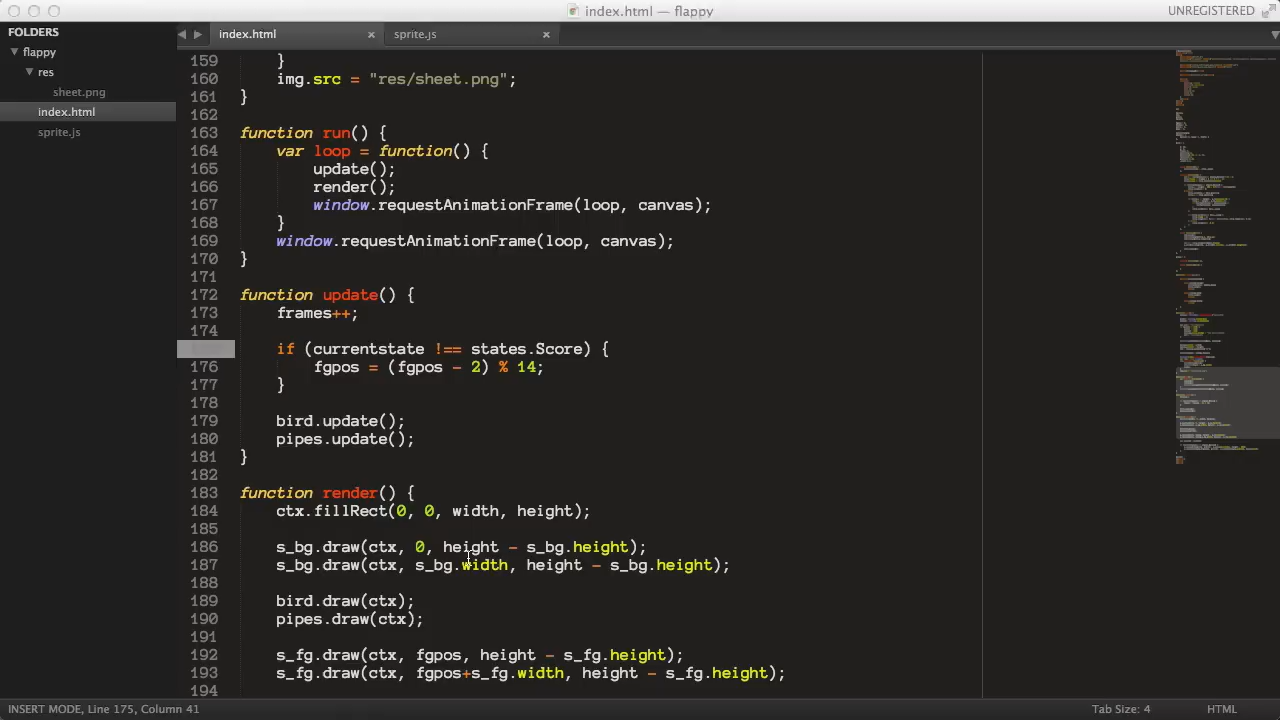 index.html — flappy
UNREGISTERED
FOLDERS
flappy
res
sheet.png
index.html
sprite.js
index.html × sprite.js ×
159 }
160 img.src = "res/sheet.png";
161 }
162
163 function run() {
164 var loop = function() {
165 update();
166 render();
167 window.requestAnimationFrame(loop, canvas);
168 }
169 window.requestAnimationFrame(loop, canvas);
170 }
171
172 function update() {
173 frames++;
174
if (currentstate !== states.Score) {
176 fgpos = (fgpos - 2) % 14;
177 }
179 bird.update();
180 pipes.update();
181 }
182
183 function render() {
184 ctx.fillRect(0, 0, width, height);
185
186 s_bg.draw(ctx, 0, height - s_bg.height);
187 s_bg.draw(ctx, s_bg.width, height - s_bg.height);
188
189 bird.draw(ctx);
190 pipes.draw(ctx);
191
192 s_fg.draw(ctx, fgpos, height - s_fg.height);
193 s_fg.draw(ctx, fgpos+s_fg.width, height - s_fg.height);
194
INSERT MODE, Line 175, Column 41
Tab Size: 4
HTML